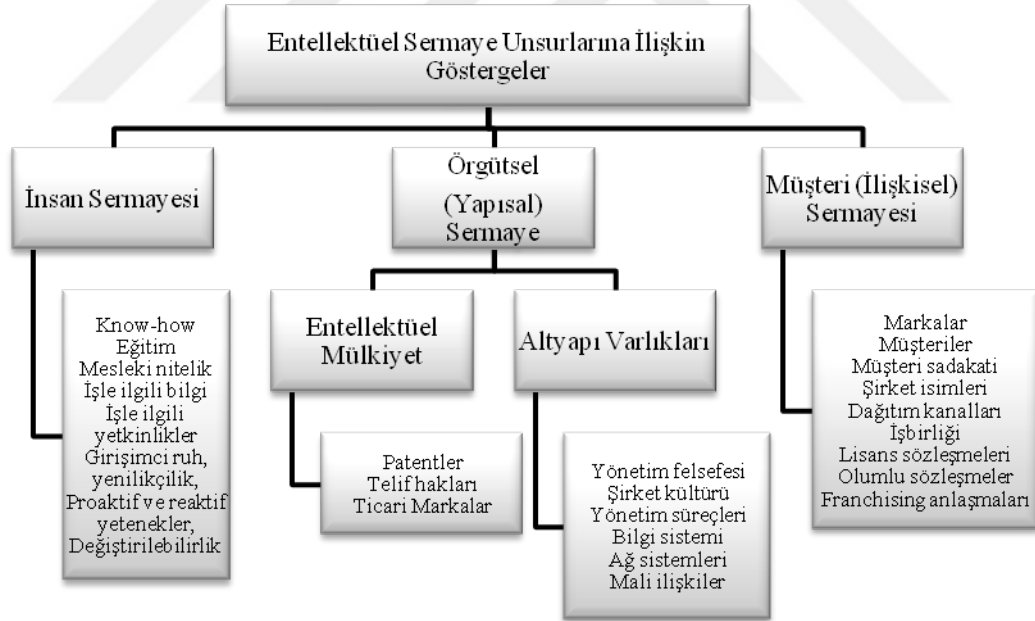 Entellektüel Sermaye Unsurlarına İlişkin
Göstergeler
İnsan Sermayesi
Örgütsel
(Yapısal)
Sermaye
Müşteri (İlişkisel)
Sermayesi
Know-how
Eğitim
Mesleki nitelik
İşle ilgili bilgi
İşle ilgili
yetkinlikler
Girişimci ruh,
yenilikçilik,
Proaktif ve reaktif
yetenekler,
Değiştirilebilirlik
Entellektüel
Mülkiyet
Patentler
Telif hakları
Ticari Markalar
Altyapı Varlıkları
Yönetim felsefesi
Şirket kültürü
Yönetim süreçleri
Bilgi sistemi
Ağ sistemleri
Mali ilişkiler
Markalar
Müşteriler
Müşteri sadakati
Şirket isimleri
Dağıtım kanalları
İşbirliği
Lisans sözleşmeleri
Olumlu sözleşmeler
Franchising anlaşmaları